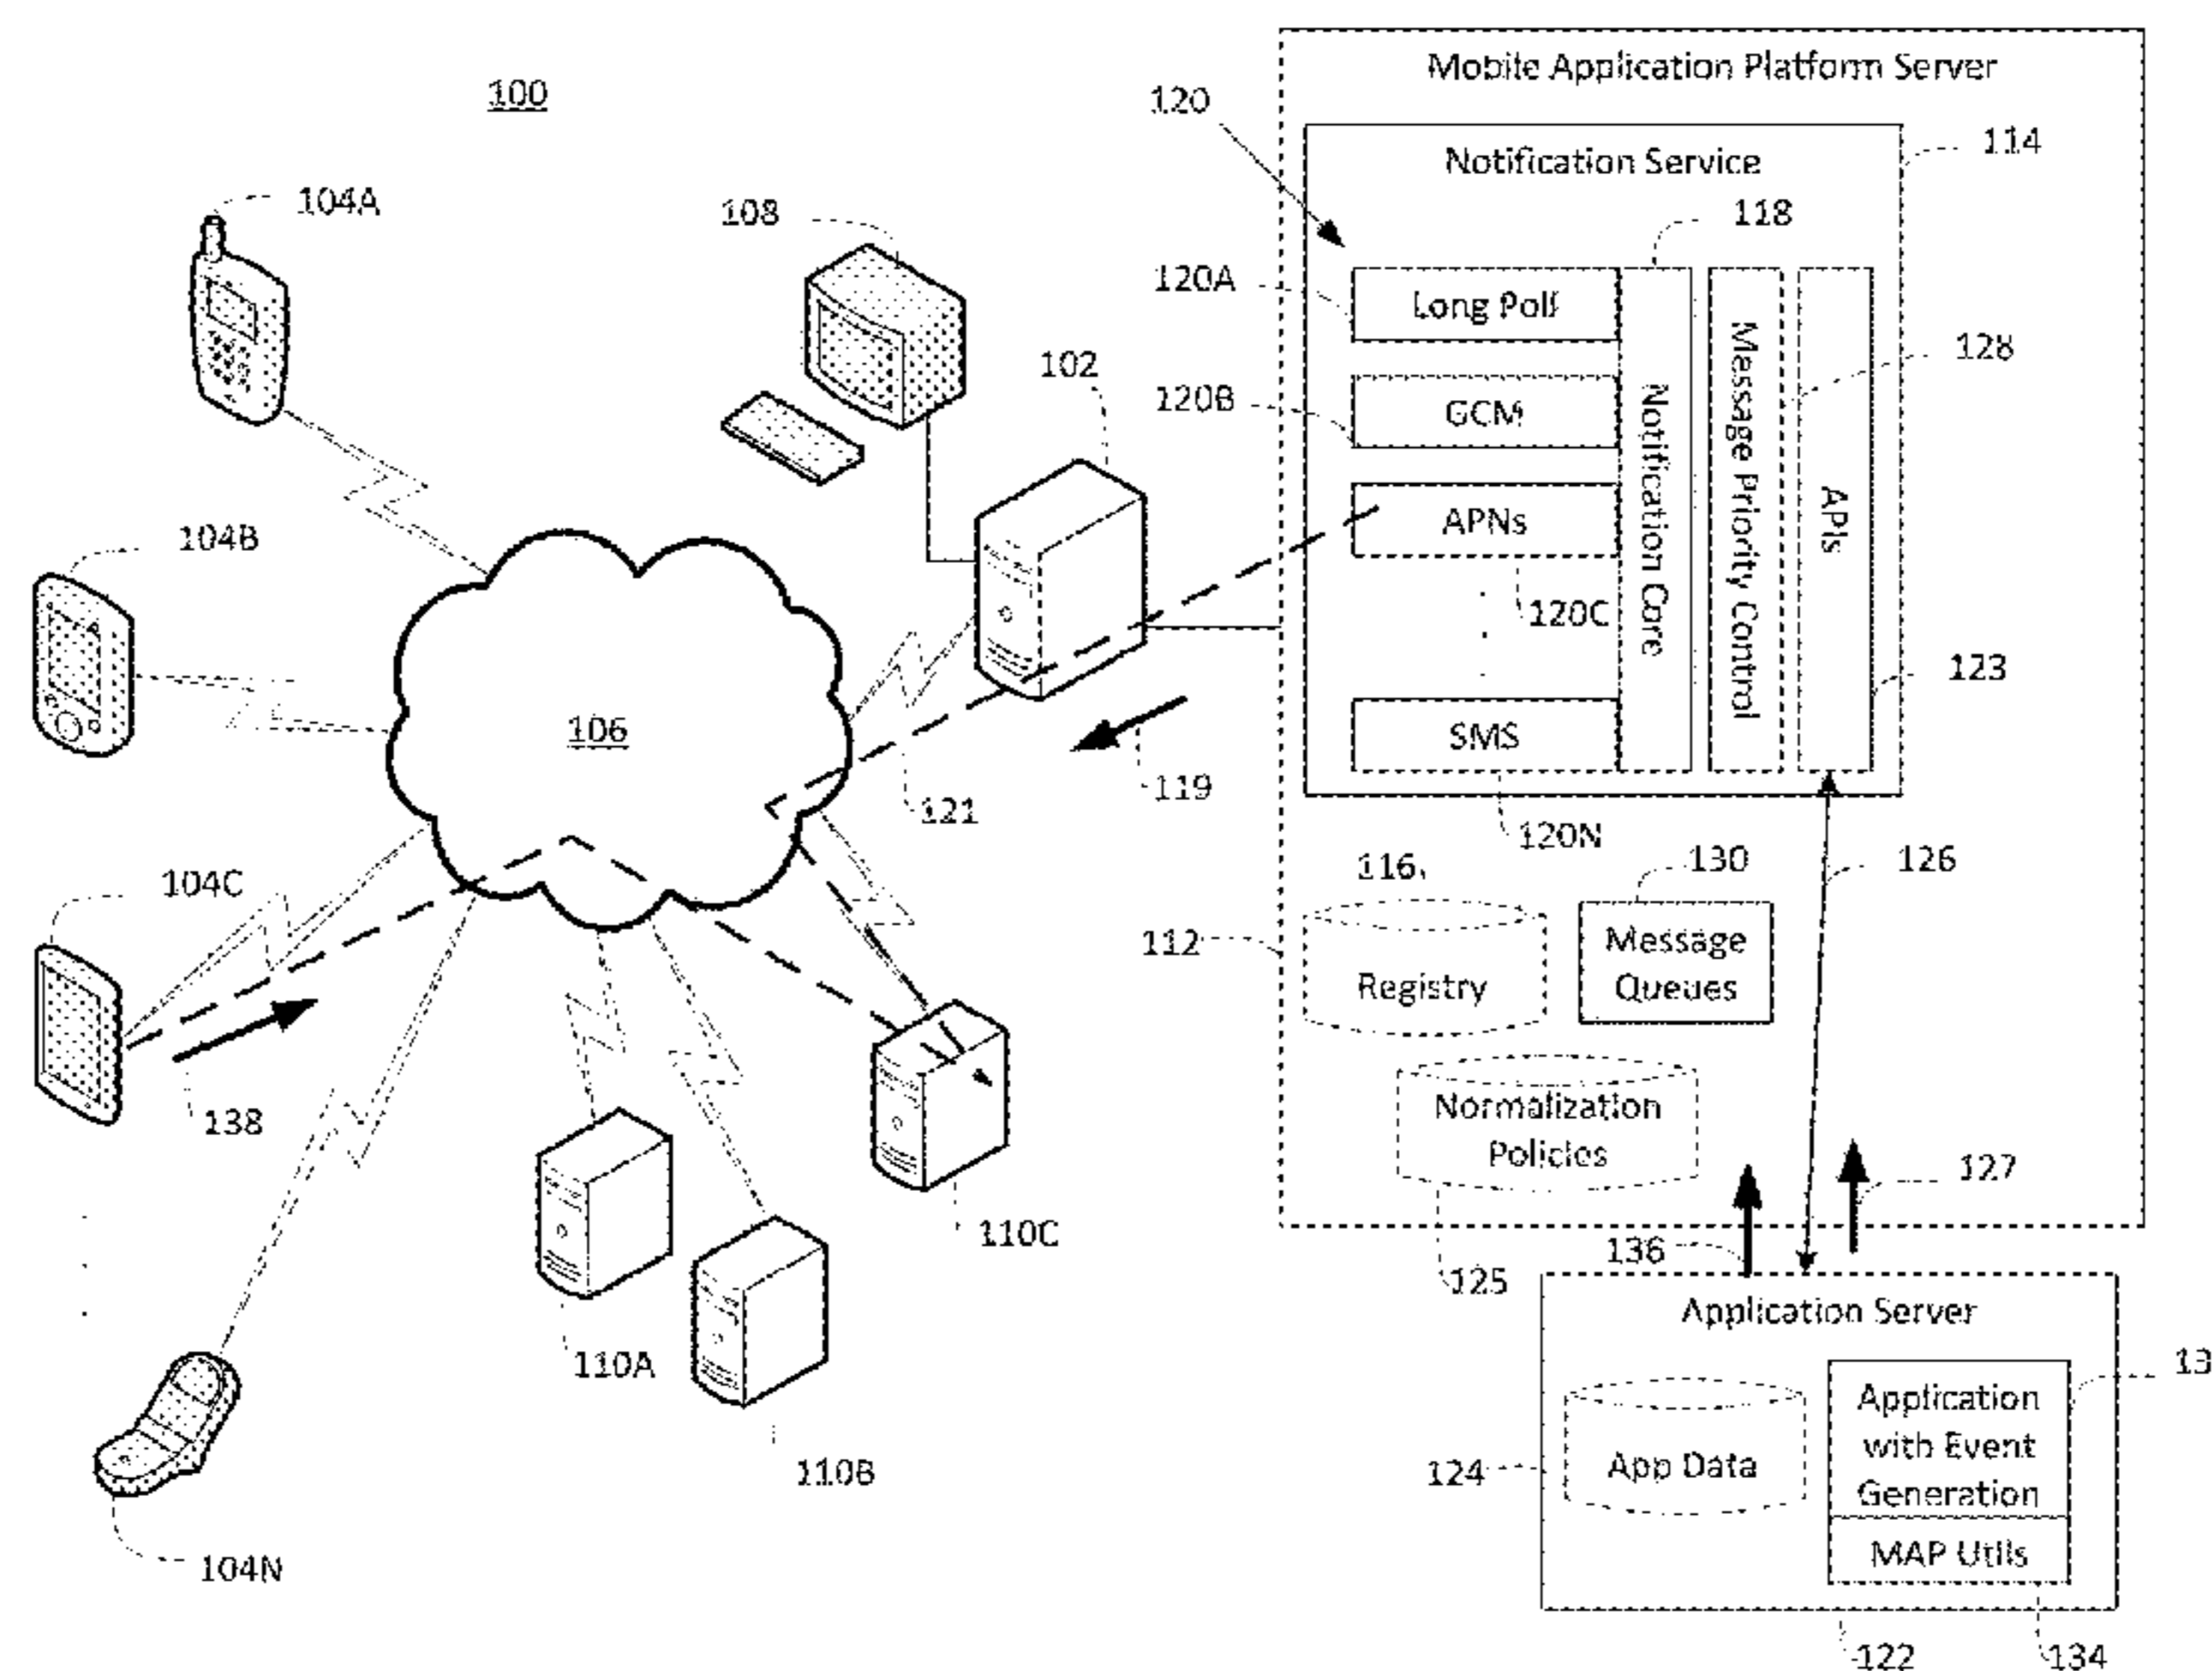 100
Mobile Application Platform Server
120
114
Notification Service
104A
108
118
120A
Long Poll
102
128
120B
GCM
Notification Core
Message Priority Control
APIs
APNs
104B
120C
123
106
SMS
119
121
120N
116
130
126
104C
112
Registry
Message
Queues
Normalization
Policies
138
127
110C
136
125
Application Server
110A
Application
with Event
Generation
124
App Data
110B
MAP Utils
104N
122
134